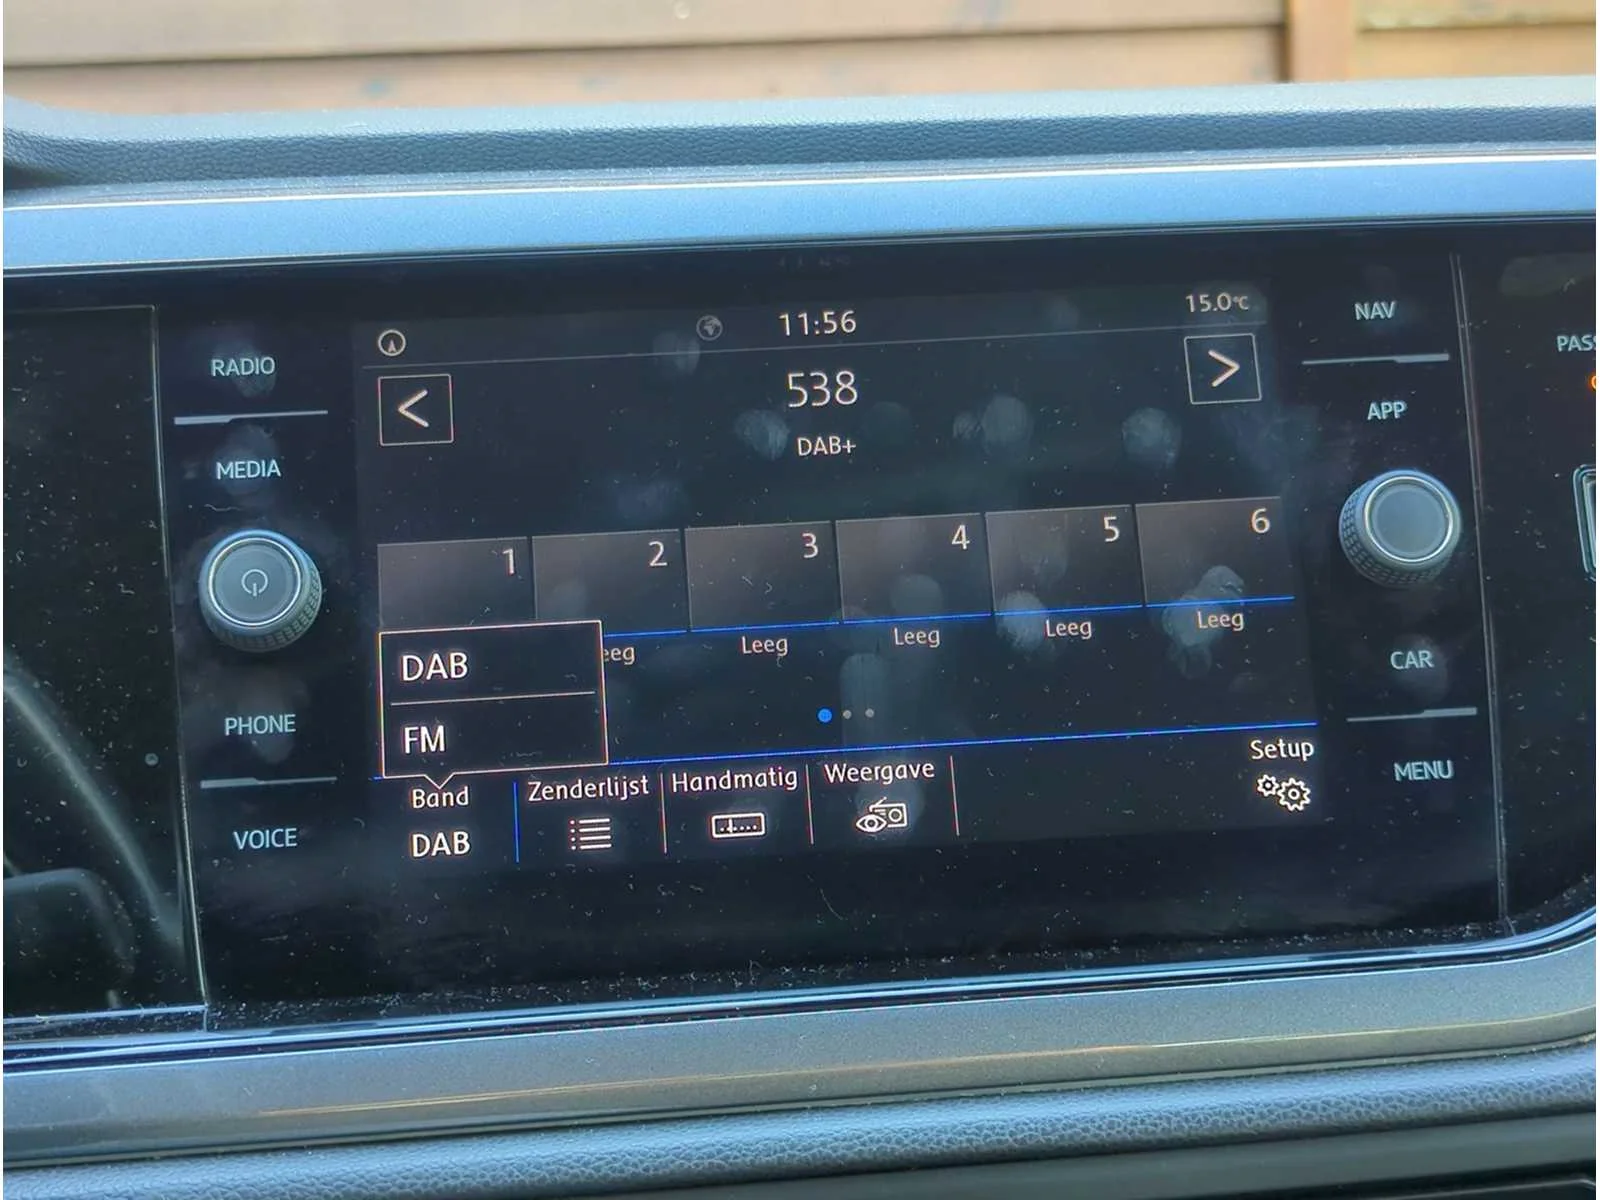 11:56
15.0°C
NAV
RADIO
538
PASS
APP
DAB+
MEDIA
1
2
3
4
5
6
DAB
eeg
Leeg
Leeg
Leeg
Leeg
CAR
FM
PHONE
Setup
MENU
Band
Zenderlijst
Handmatig
Weergave
VOICE
DAB